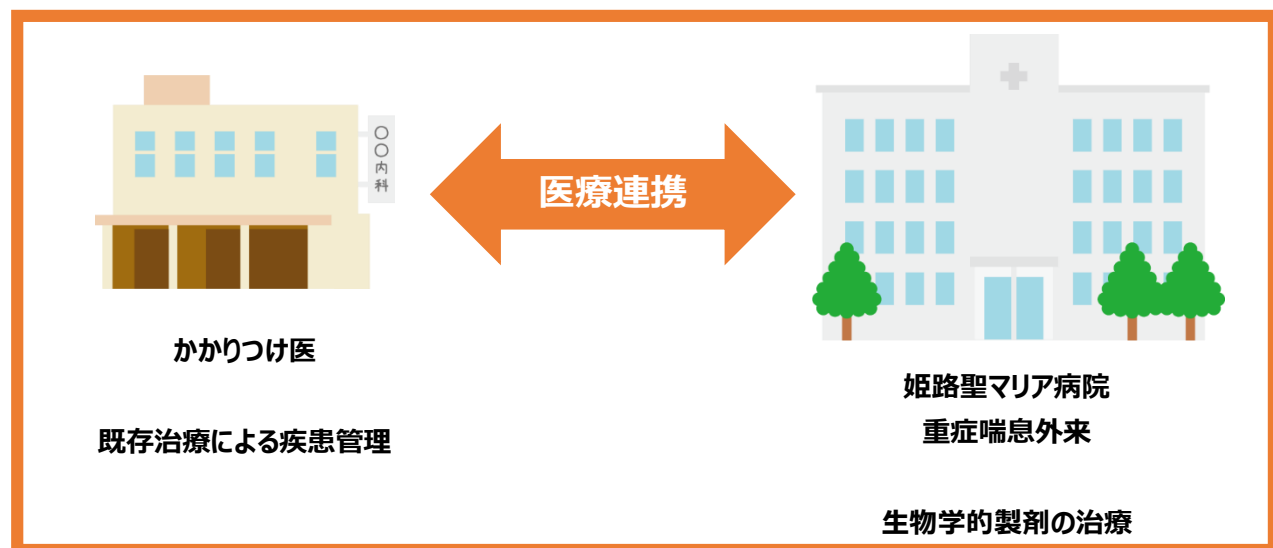 〇〇内科
医療連携
かかりつけ医
既存治療による疾患管理
姫路聖マリア病院
重症喘息外来
生物学的製剤の治療